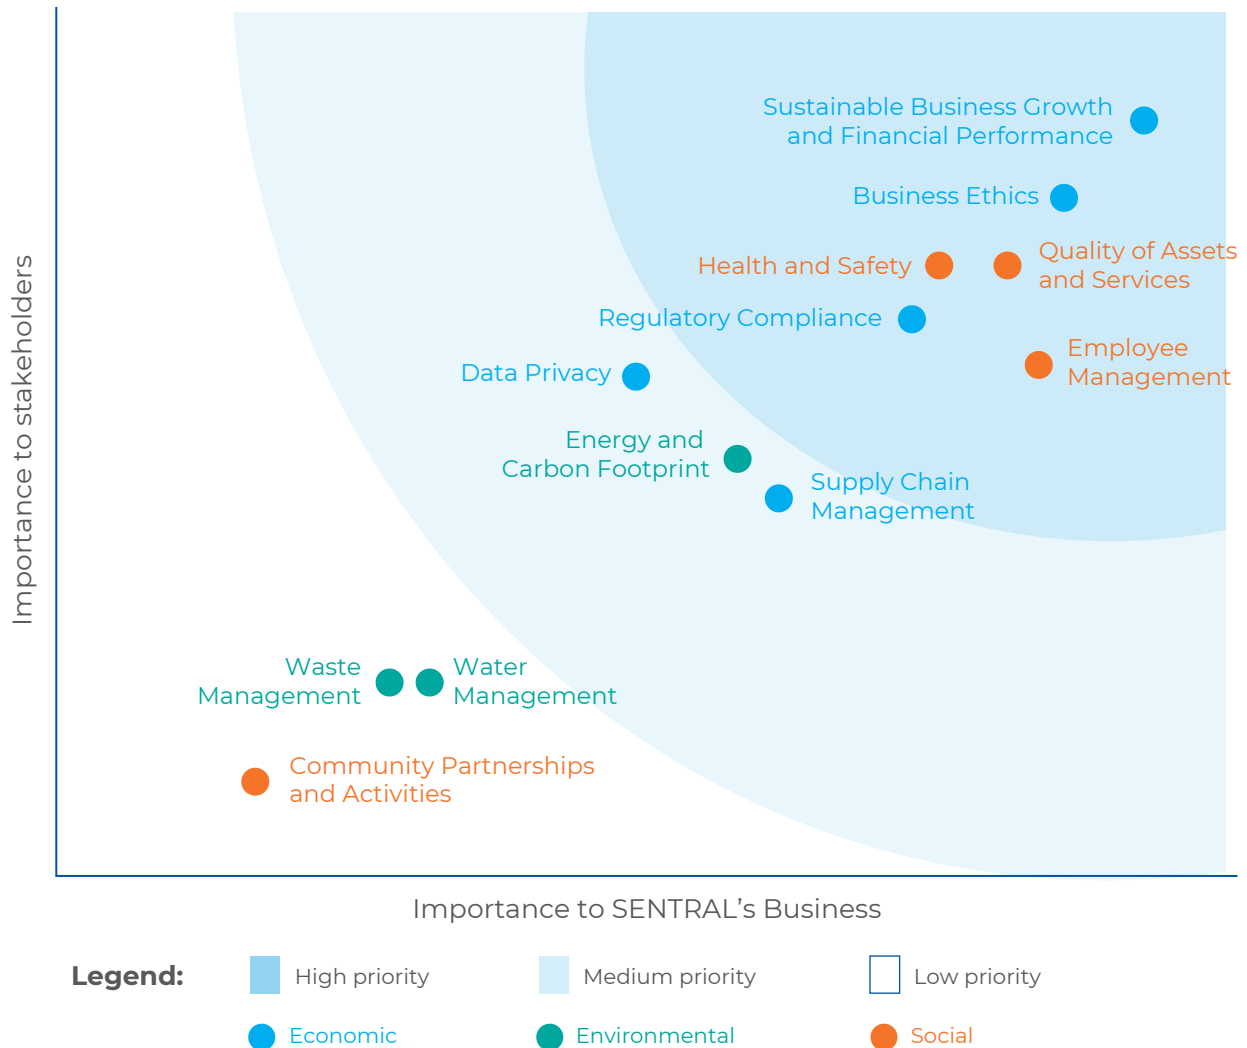 Sustainable Business Growth
and Financial Performance
Business Ethics
Health and Safety
Quality of Assets
and Services
Regulatory Compliance
Employee
Management
Data Privacy
Energy and
Carbon Footprint
Supply Chain
Management
Waste
Management
Water
Management
Community Partnerships
and Activities
Importance to stakeholders
Importance to SENTRAL’s Business
Legend:
High priority
Medium priority
Low priority
Economic
Environmental
Social